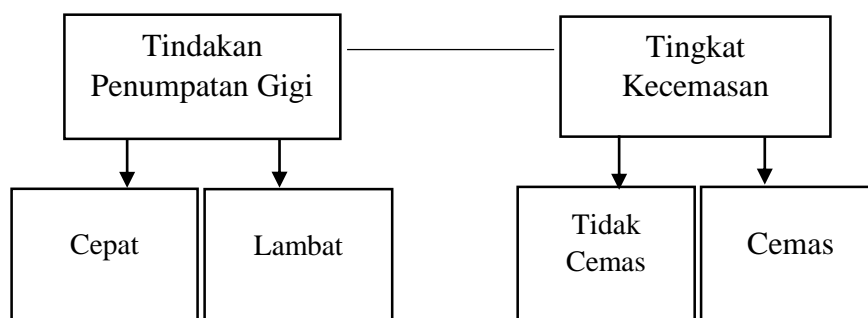 Tindakan
Penumpatan Gigi
Tingkat
Kecemasan
Cepat
Lambat
Tidak
Cemas
Cemas